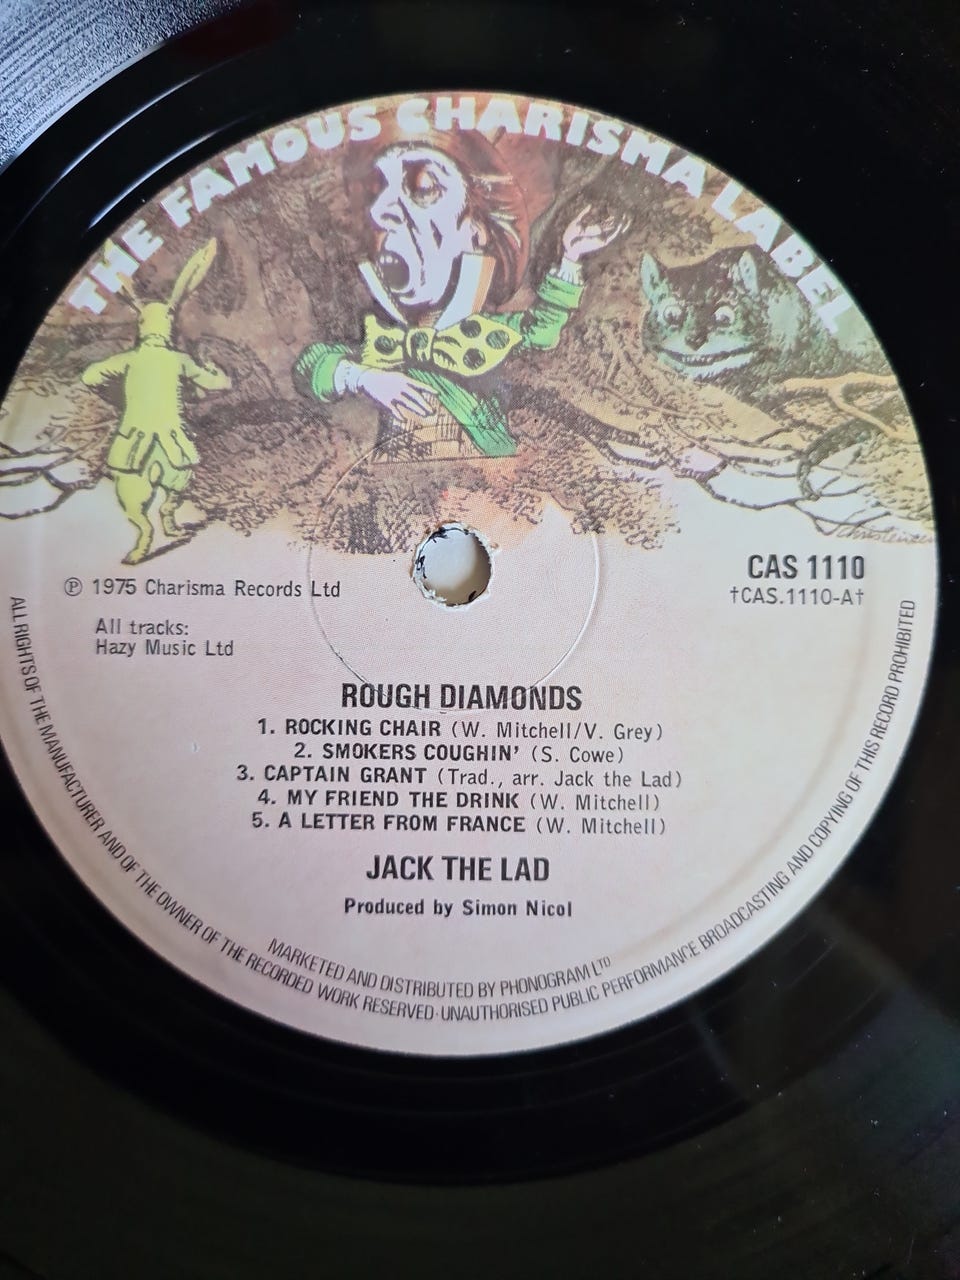 THE FAMOUS CHARISMA LABEL
Christensen
CAS 1110
℗ 1975 Charisma Records Ltd
†CAS.1110-A†
All tracks:
Hazy Music Ltd
ROUGH DIAMONDS
1. ROCKING CHAIR (W. Mitchell/V. Grey)
2. SMOKERS COUGHIN' (S. Cowe)
3. CAPTAIN GRANT (Trad., arr. Jack the Lad)
4. MY FRIEND THE DRINK (W. Mitchell)
5. A LETTER FROM FRANCE (W. Mitchell)
JACK THE LAD
Produced by Simon Nicol
MARKETED AND DISTRIBUTED BY PHONOGRAM LTD
ALL RIGHTS OF THE MANUFACTURER AND OF THE OWNER OF THE RECORDED WORK RESERVED·UNAUTHORISED PUBLIC PERFORMANCE BROADCASTING AND COPYING OF THIS RECORD PROHIBITED